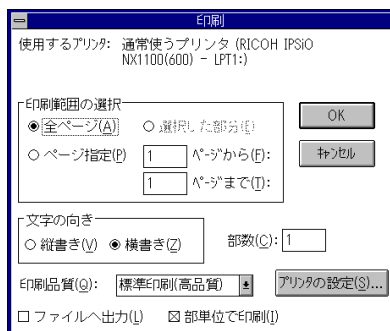 印刷
使用するプリンタ: 通常使うプリンタ (RICOH IPSiO
NX1100(600) - LPT1:)
印刷範囲の選択
全ページ(A) 選択した部分(E)
OK
ページ指定(P) 1 ページから(F):
キャンセル
1 ページまで(T):
文字の向き
縦書き(V) 横書き(Z)
部数(C): 1
印刷品質(Q): 標準印刷(高品質) プリンタの設定(S)...
ファイルへ出力(L) 部単位で印刷(I)